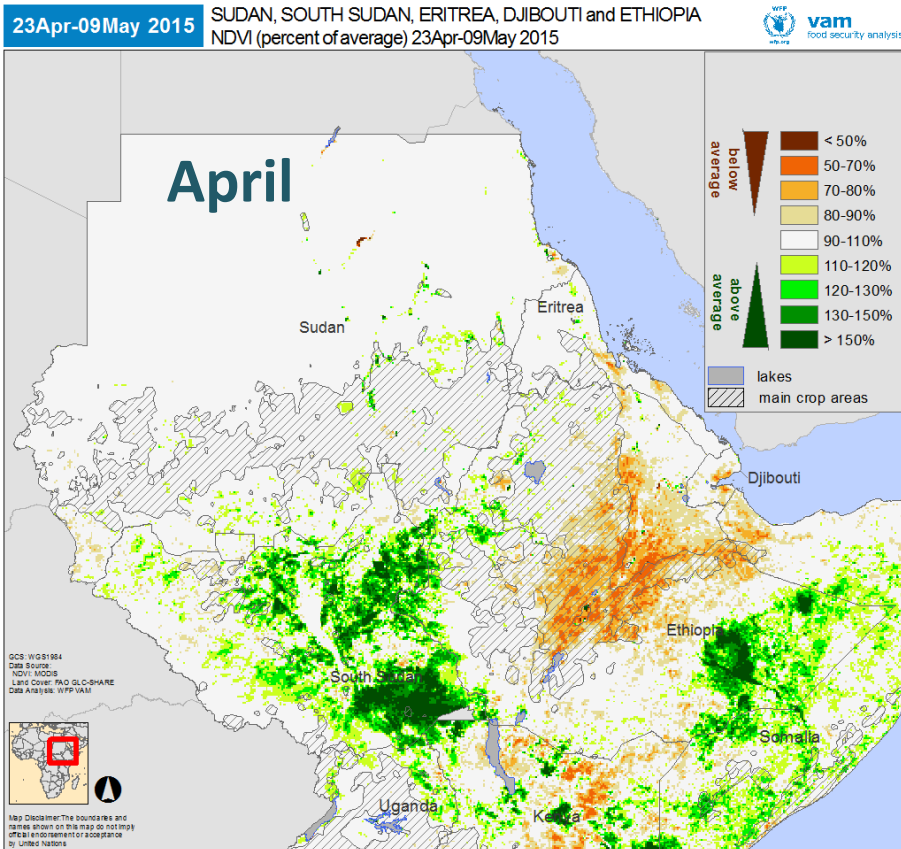 23Apr-09May 2015
SUDAN, SOUTH SUDAN, ERITREA, DJIBOUTI and ETHIOPIA
NDVI (percent of average) 23Apr-09May 2015
WFP
wfp.org
vam
food security analysis
April
below average
above average
< 50%
50-70%
70-80%
80-90%
90-110%
110-120%
120-130%
130-150%
> 150%
lakes
main crop areas
Sudan
Eritrea
Djibouti
Ethiopia
South Sudan
Somalia
Uganda
Kenya
GCS: WGS1984
Data Source:
NDVI: MODIS
Land Cover: FAO GLC-SHARE
Data Analysis: WFP VAM
Map Disclaimer:The boundaries and
names shown on this map do not imply
official endorsement or acceptance
by United Nations